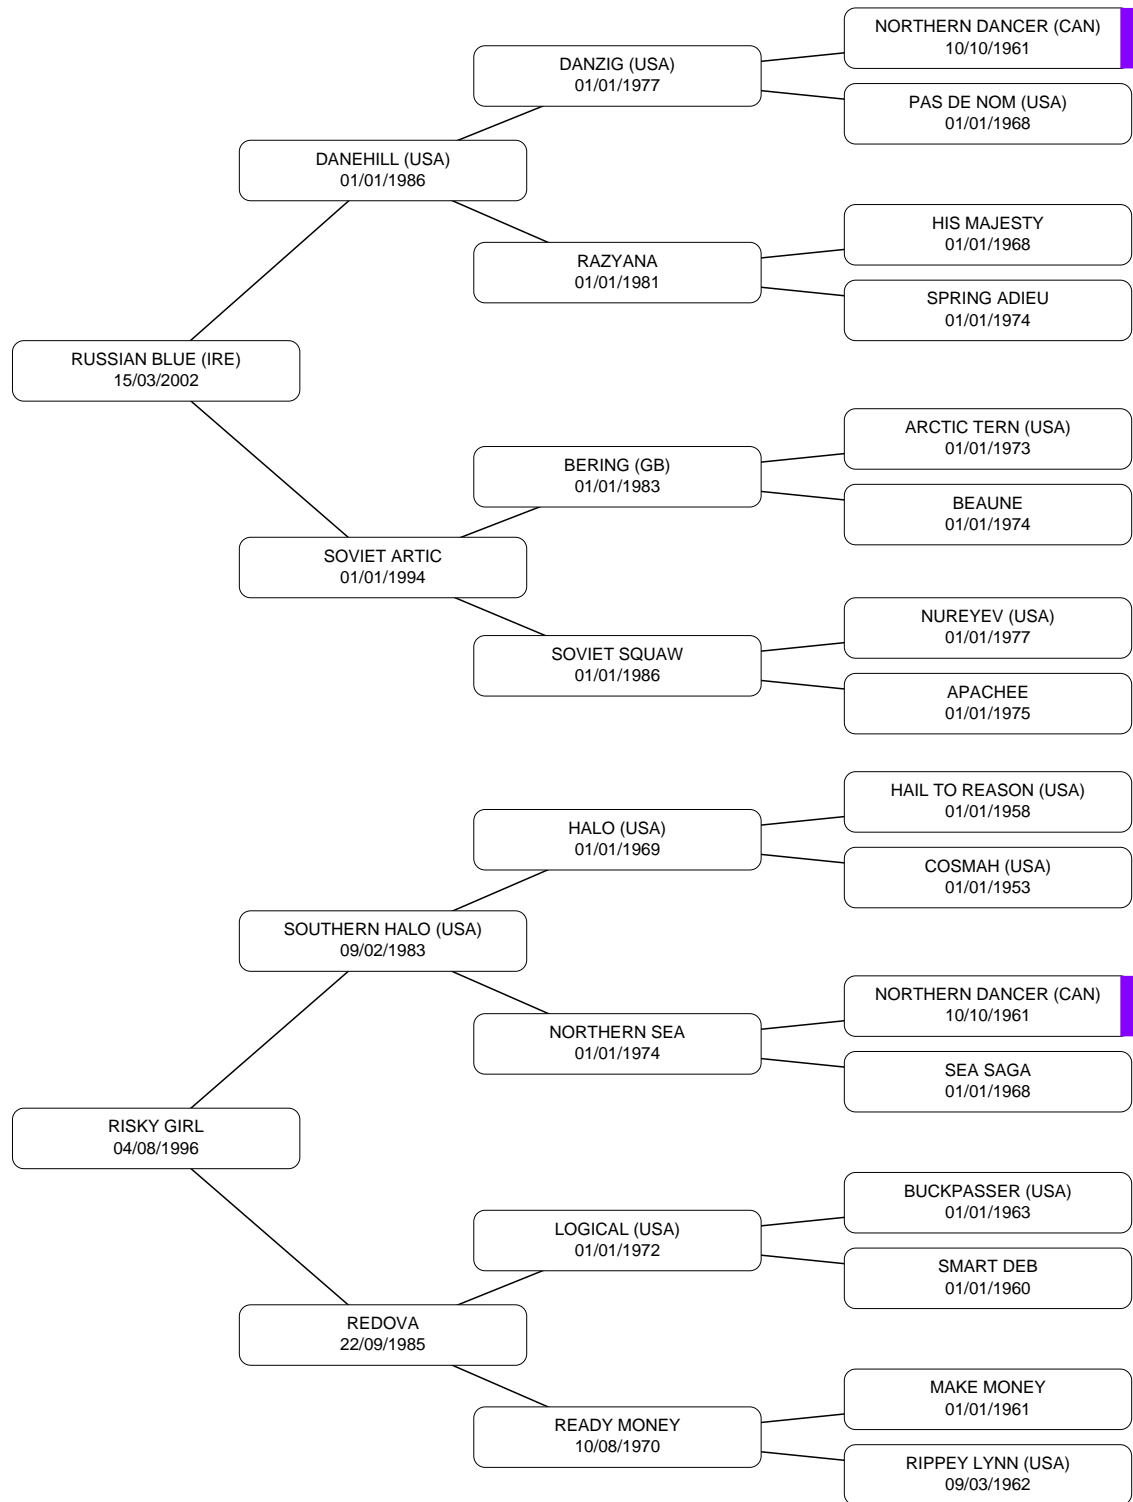 NORTHERN DANCER (CAN)
10/10/1961
DANZIG (USA)
01/01/1977
PAS DE NOM (USA)
01/01/1968
DANEHILL (USA)
01/01/1986
HIS MAJESTY
01/01/1968
RAZYANA
01/01/1981
SPRING ADIEU
01/01/1974
RUSSIAN BLUE (IRE)
15/03/2002
ARCTIC TERN (USA)
01/01/1973
BERING (GB)
01/01/1983
BEAUNE
01/01/1974
SOVIET ARTIC
01/01/1994
NUREYEV (USA)
01/01/1977
SOVIET SQUAW
01/01/1986
APACHEE
01/01/1975
HAIL TO REASON (USA)
01/01/1958
HALO (USA)
01/01/1969
COSMAH (USA)
01/01/1953
SOUTHERN HALO (USA)
09/02/1983
NORTHERN DANCER (CAN)
10/10/1961
NORTHERN SEA
01/01/1974
SEA SAGA
01/01/1968
RISKY GIRL
04/08/1996
BUCKPASSER (USA)
01/01/1963
LOGICAL (USA)
01/01/1972
SMART DEB
01/01/1960
REDOVA
22/09/1985
MAKE MONEY
01/01/1961
READY MONEY
10/08/1970
RIPPEY LYNN (USA)
09/03/1962